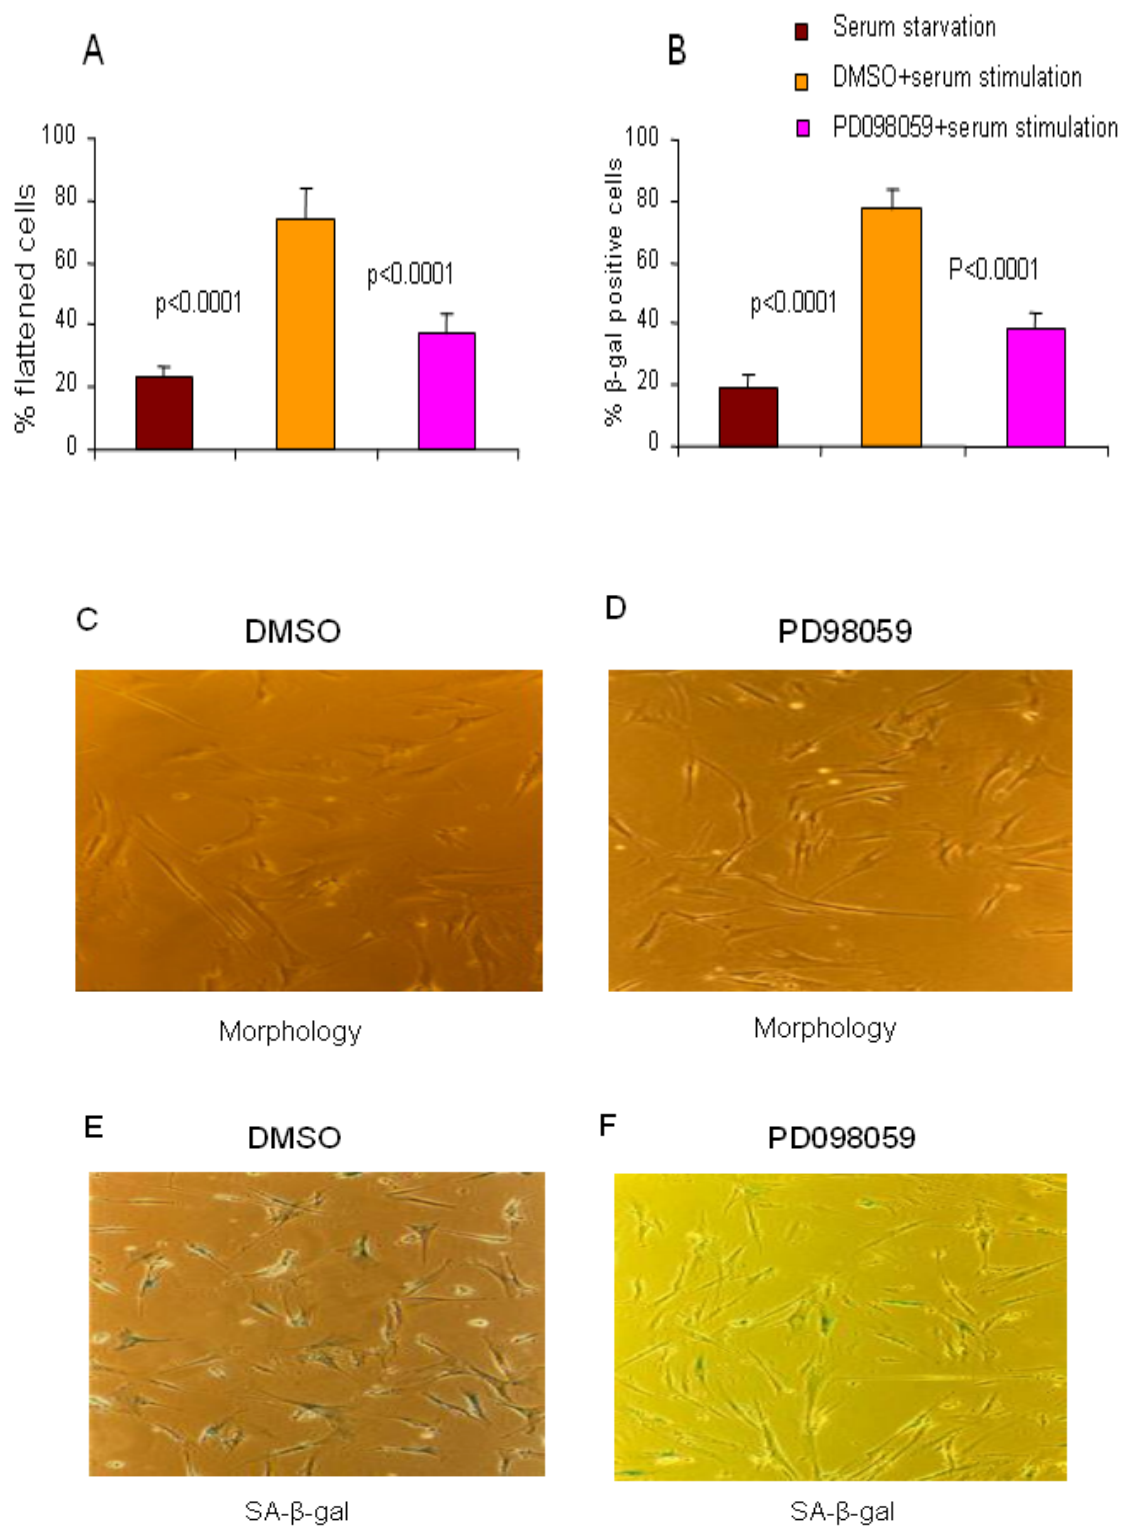 A
B
Serum starvation
DMSO+serum stimulation
PD098059+serum stimulation
% flattened cells
100
80
60
40
20
0
p<0.0001
p<0.0001
% β-gal positive cells
100
80
60
40
20
0
p<0.0001
P<0.0001
C
DMSO
D
PD98059
Morphology
Morphology
E
DMSO
F
PD098059
SA-β-gal
SA-β-gal